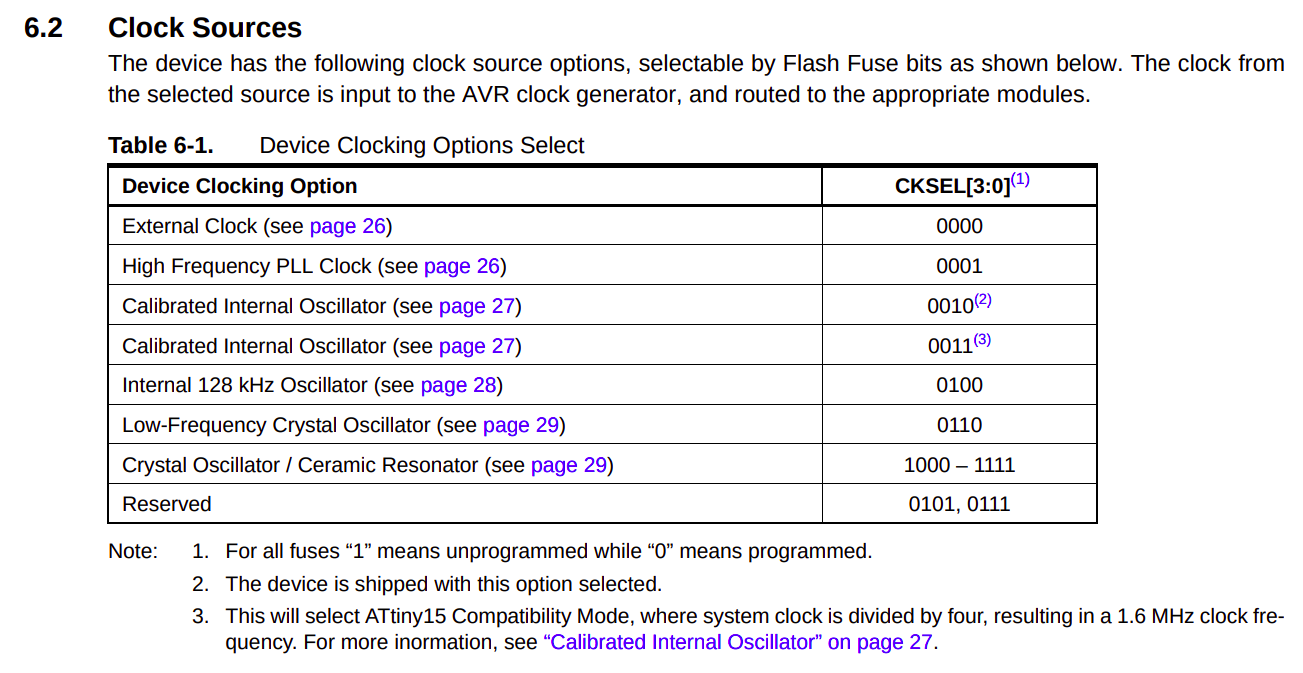 6.2 Clock Sources
The device has the following clock source options, selectable by Flash Fuse bits as shown below. The clock from
the selected source is input to the AVR clock generator, and routed to the appropriate modules.
Table 6-1. Device Clocking Options Select
Device Clocking Option CKSEL[3:0](1)
External Clock (see page 26) 0000
High Frequency PLL Clock (see page 26) 0001
Calibrated Internal Oscillator (see page 27) 0010(2)
Calibrated Internal Oscillator (see page 27) 0011(3)
Internal 128 kHz Oscillator (see page 28) 0100
Low-Frequency Crystal Oscillator (see page 29) 0110
Crystal Oscillator / Ceramic Resonator (see page 29) 1000 – 1111
Reserved 0101, 0111
Note: 1. For all fuses “1” means unprogrammed while “0” means programmed.
2. The device is shipped with this option selected.
3. This will select ATtiny15 Compatibility Mode, where system clock is divided by four, resulting in a 1.6 MHz clock fre-
quency. For more inormation, see “Calibrated Internal Oscillator” on page 27.